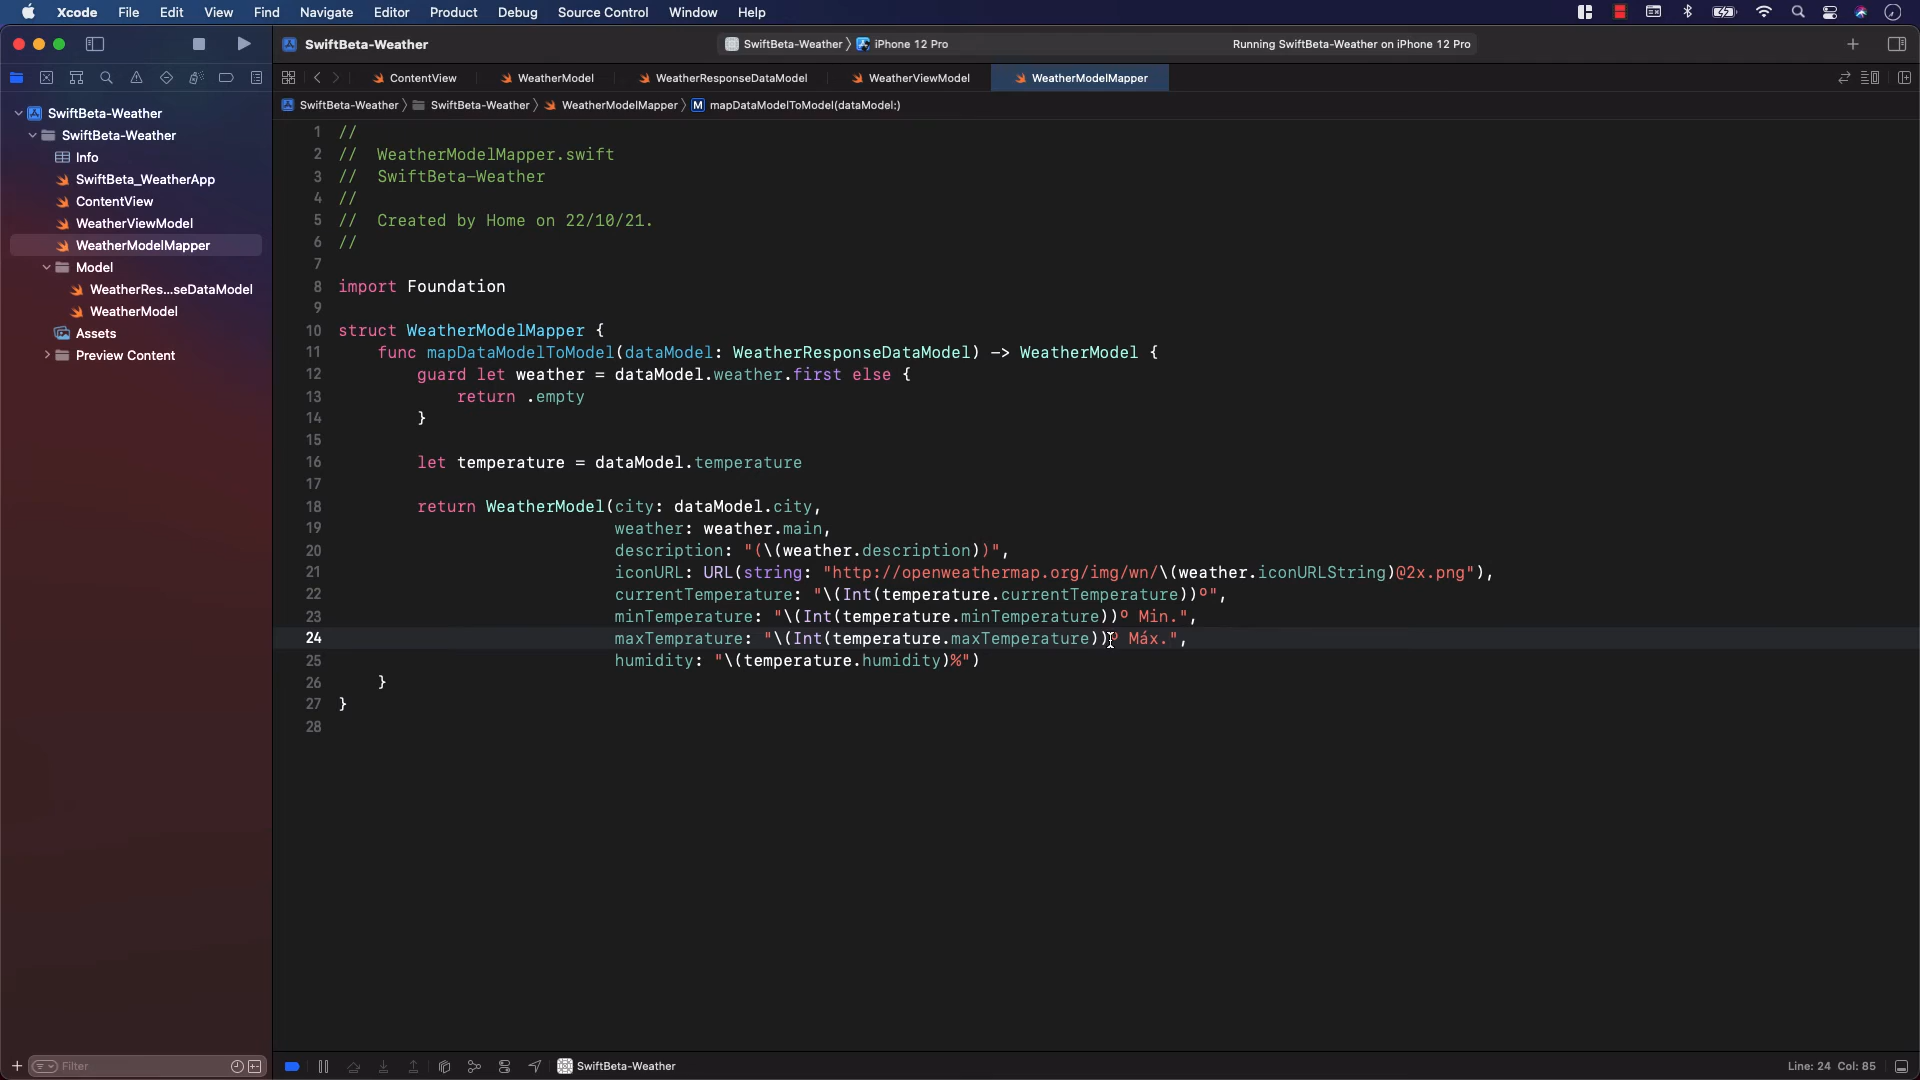 Xcode File Edit View Find Navigate Editor Product Debug Source Control Window Help
SwiftBeta-Weather
SwiftBeta-Weather iPhone 12 Pro
Running SwiftBeta-Weather on iPhone 12 Pro
ContentView WeatherModel WeatherResponseDataModel WeatherViewModel WeatherModelMapper
SwiftBeta-Weather SwiftBeta-Weather WeatherModelMapper M mapDataModelToModel(dataModel:)
SwiftBeta-Weather
SwiftBeta-Weather
Info
SwiftBeta_WeatherApp
ContentView
WeatherViewModel
WeatherModelMapper
Model
WeatherRes...seDataModel
WeatherModel
Assets
Preview Content
1 //
2 //  WeatherModelMapper.swift
3 //  SwiftBeta-Weather
4 //
5 //  Created by Home on 22/10/21.
6 //
7
8 import Foundation
9
10 struct WeatherModelMapper {
11     func mapDataModelToModel(dataModel: WeatherResponseDataModel) -> WeatherModel {
12         guard let weather = dataModel.weather.first else {
13             return .empty
14         }
15
16         let temperature = dataModel.temperature
17
18         return WeatherModel(city: dataModel.city,
19                             weather: weather.main,
20                             description: "(\(weather.description))",
21                             iconURL: URL(string: "http://openweathermap.org/img/wn/\(weather.iconURLString)@2x.png"),
22                             currentTemperature: "\(Int(temperature.currentTemperature))º",
23                             minTemperature: "\(Int(temperature.minTemperature))º Min.",
24                             maxTemprature: "\(Int(temperature.maxTemperature))º Máx.",
25                             humidity: "\(temperature.humidity)%")
26     }
27 }
28
Filter
SwiftBeta-Weather
Line: 24 Col: 85